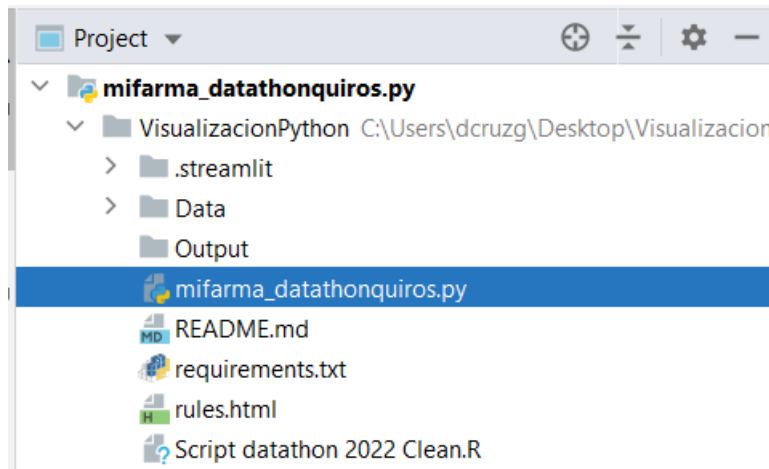 Project
mifarma_datathonquiros.py
VisualizacionPython C:\Users\dcruzg\Desktop\Visualizacion
.streamlit
Data
Output
mifarma_datathonquiros.py
MD README.md
requirements.txt
H rules.html
Script datathon 2022 Clean.R